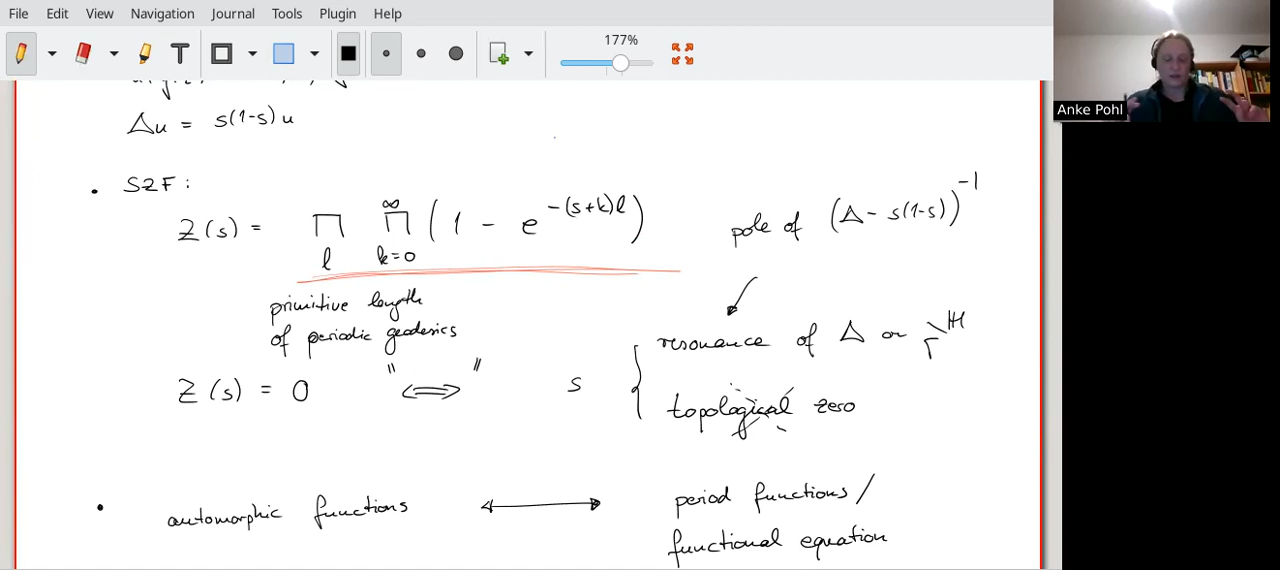 File Edit View Navigation Journal Tools Plugin Help
T
177%
Anke Pohl
Δu = s(1-s)u
• SZF:
Z(s) = ∏ ∏ (1 - e^{-(s+k)l})
l k=0 ∞
pole of (Δ - s(1-s))^{-1}
primitive length
of periodic geodesics
resonance of Δ on Γ\ℍ
Z(s) = 0 "⟺" s {
topological zero
• automorphic functions ⟷ period functions/
functional equation